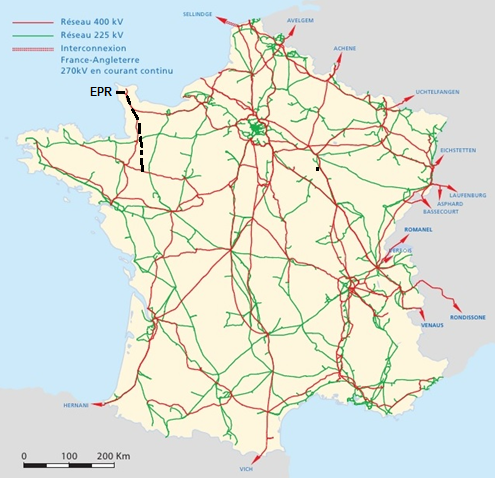 SELLINDGE
AVELGEM
Réseau 400 kV
Réseau 225 kV
Interconnexion
France-Angleterre
270kV en courant continu
ACHENE
EPR
UCHTELFANGEN
EICHSTETTEN
LAUFENBURG
ASPHARD
BASSECOURT
ROMANEL
VERBOIS
RONDISSONE
VENAUS
HERNANI
VICH
0 100 200 Km